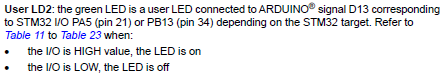 User LD2: the green LED is a user LED connected to ARDUINO® signal D13 corresponding
to STM32 I/O PA5 (pin 21) or PB13 (pin 34) depending on the STM32 target. Refer to
Table 11 to Table 23 when:
• the I/O is HIGH value, the LED is on
• the I/O is LOW, the LED is off